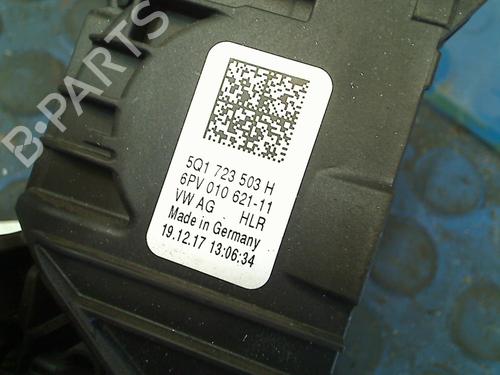 B-PARTS
5Q1 723 503 H
6PV 010 621-11
VW AG HLR
Made in Germany
19.12.17 13:06:34